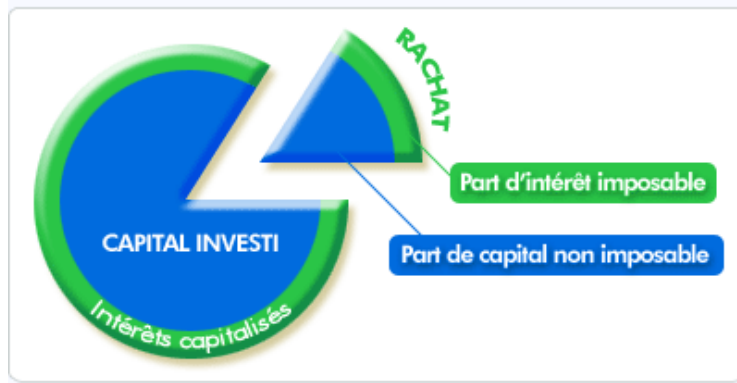 RACHAT
Part d'intérêt imposable
CAPITAL INVESTI
Part de capital non imposable
Intérêts capitalisés